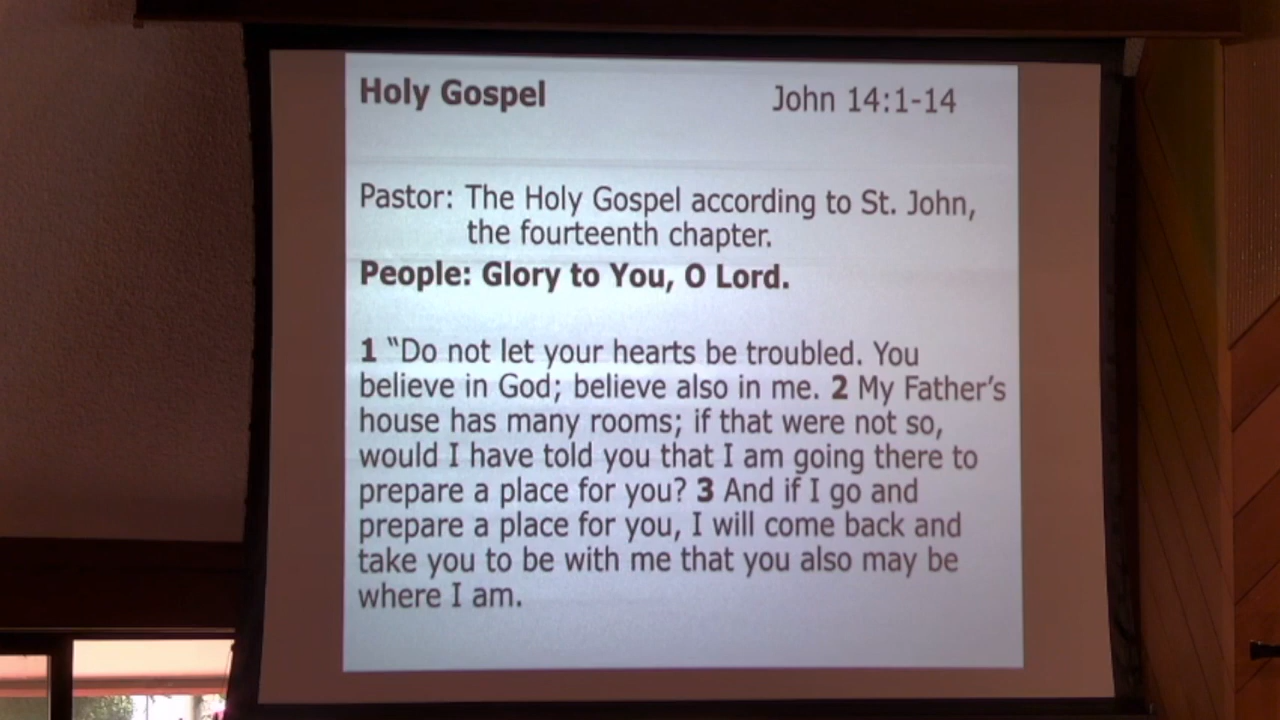 Holy Gospel John 14:1-14
Pastor: The Holy Gospel according to St. John,
the fourteenth chapter.
People: Glory to You, O Lord.
1 “Do not let your hearts be troubled. You
believe in God; believe also in me. 2 My Father’s
house has many rooms; if that were not so,
would I have told you that I am going there to
prepare a place for you? 3 And if I go and
prepare a place for you, I will come back and
take you to be with me that you also may be
where I am.